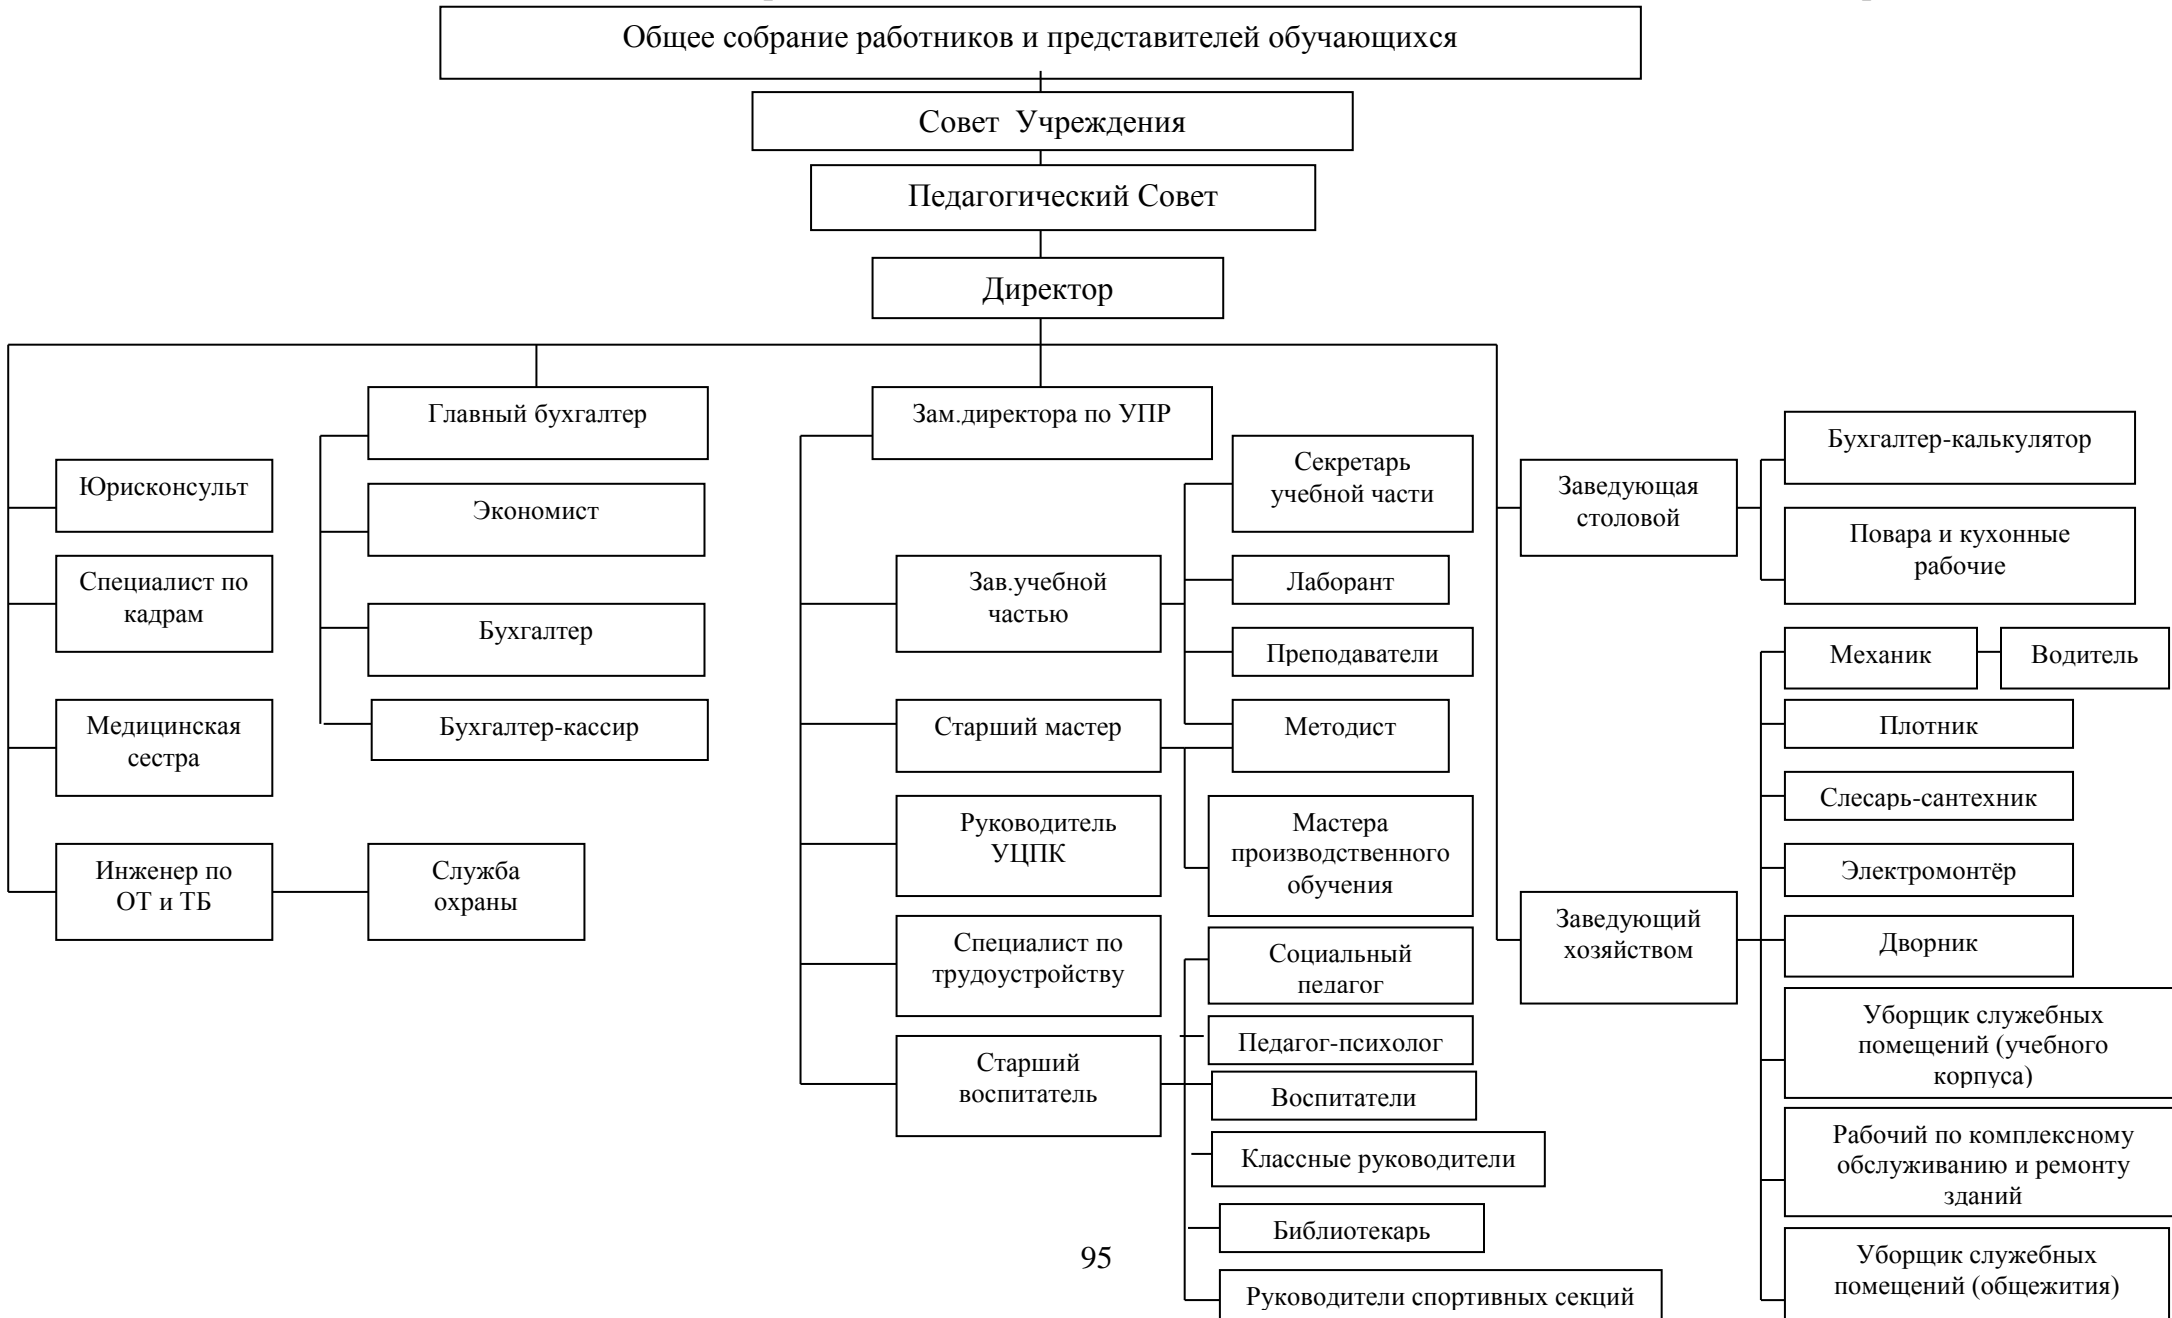 Общее собрание работников и представителей обучающихся
Совет Учреждения
Педагогический Совет
Директор
Главный бухгалтер
Зам.директора по УПР
Юрисконсульт
Специалист по
кадрам
Медицинская
сестра
Инженер по
ОТ и ТБ
Служба
охраны
Экономист
Бухгалтер
Бухгалтер-кассир
Зав.учебной
частью
Старший мастер
Руководитель
УЦПК
Специалист по
трудоустройству
Старший
воспитатель
Секретарь
учебной части
Лаборант
Преподаватели
Методист
Мастера
производственного
обучения
Социальный
педагог
Педагог-психолог
Воспитатели
Классные руководители
Библиотекарь
Руководители спортивных секций
Заведующая
столовой
Заведующий
хозяйством
Бухгалтер-калькулятор
Повара и кухонные
рабочие
Механик
Водитель
Плотник
Слесарь-сантехник
Электромонтёр
Дворник
Уборщик служебных
помещений (учебного
корпуса)
Рабочий по комплексному
обслуживанию и ремонту
зданий
Уборщик служебных
помещений (общежития)
95